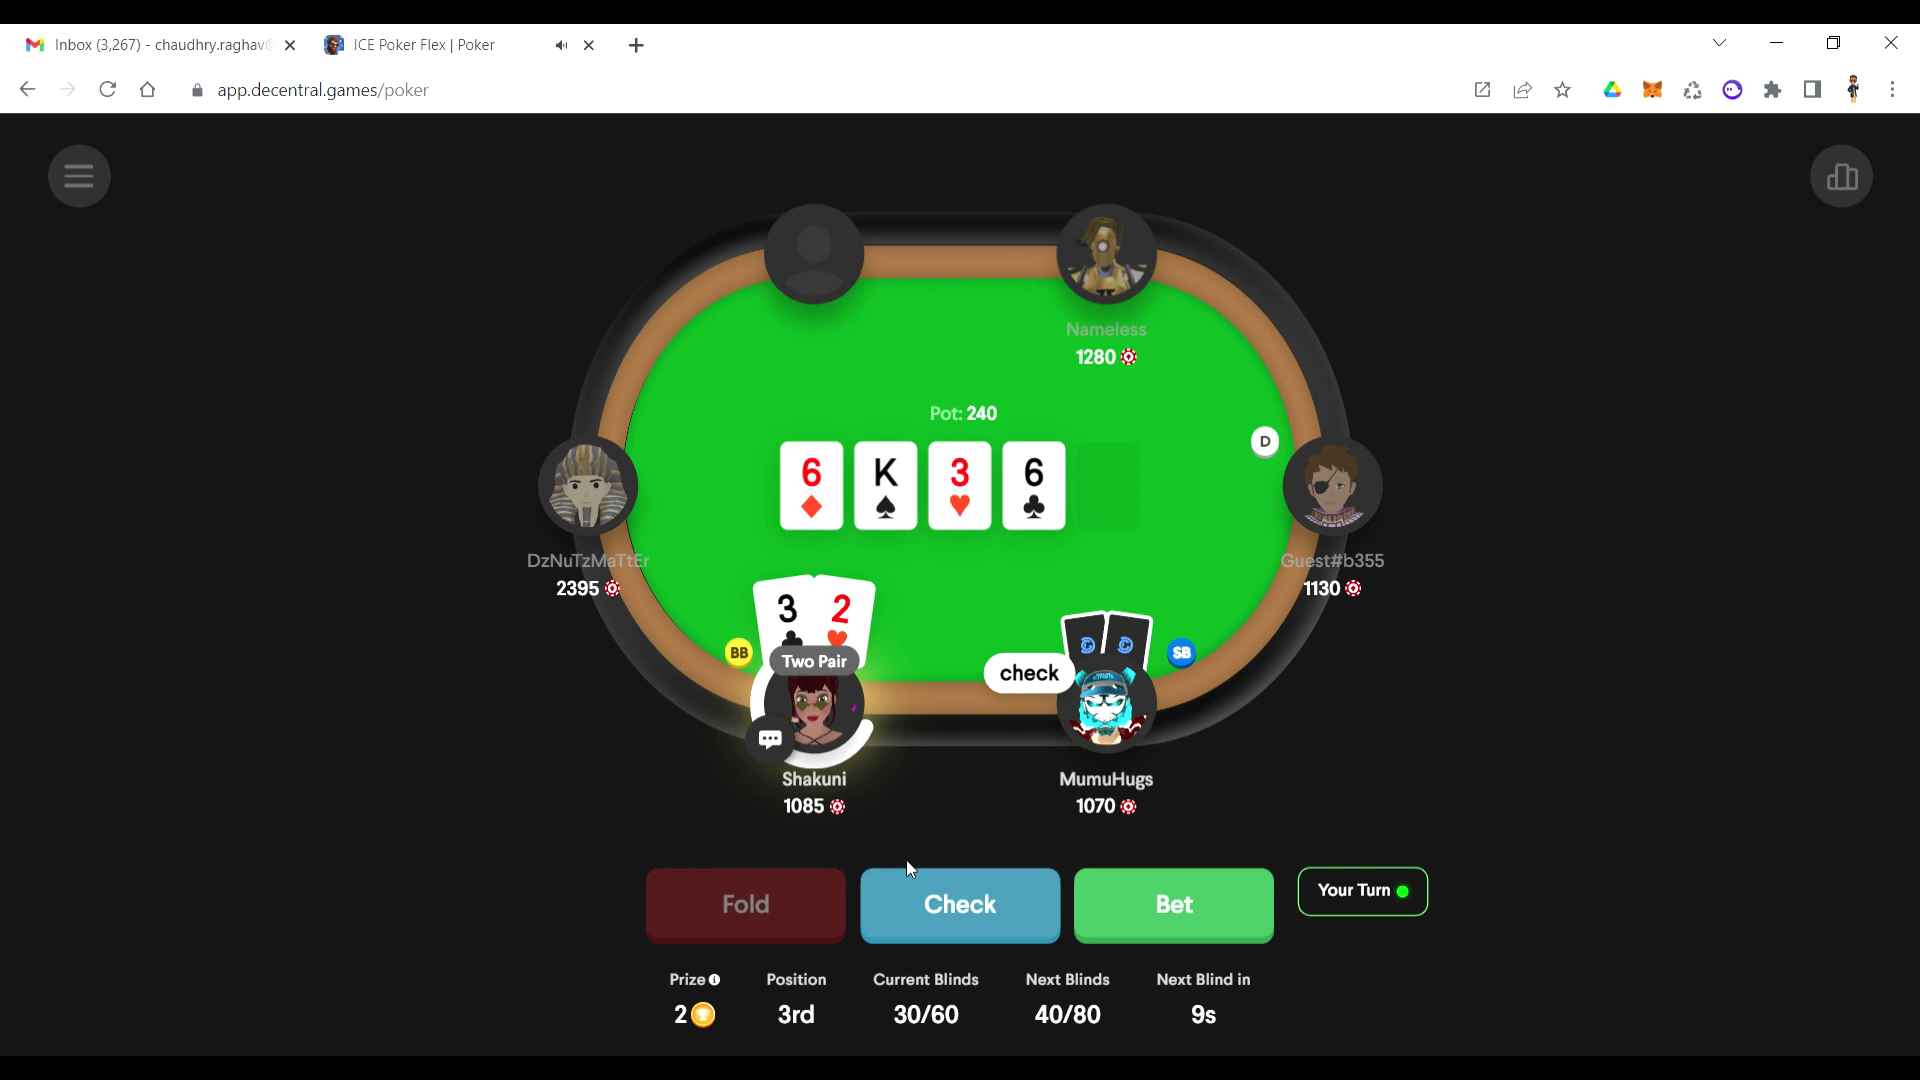 Inbox (3,267) - chaudhry.raghav@
ICE Poker Flex | Poker
app.decentral.games/poker
Nameless
1280
Pot: 240
D
6 K 3 6
DzNuTzMaTtEr
2395
Guest#b355
1130
3 2
BB
Two Pair
check
SB
Shakuni
1085
MumuHugs
1070
Fold
Check
Bet
Your Turn
Prize Position Current Blinds Next Blinds Next Blind in
2 3rd 30/60 40/80 9s